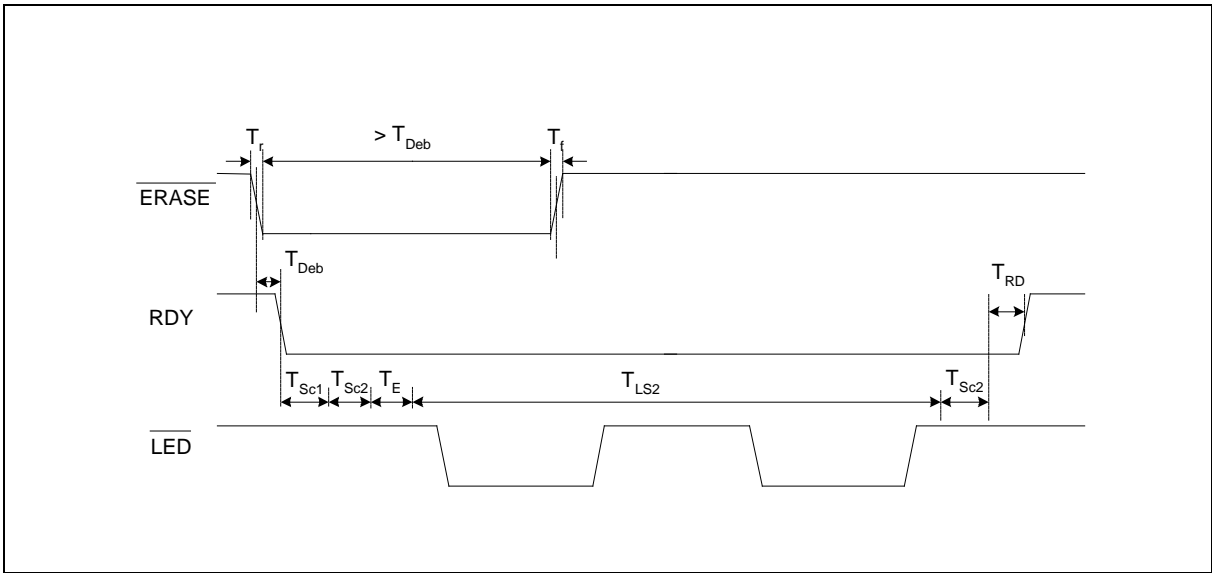 Tr
> TDeb
Tf
ERASE
TDeb
TRD
RDY
TSc1
TSc2
TE
TLS2
TSc2
LED